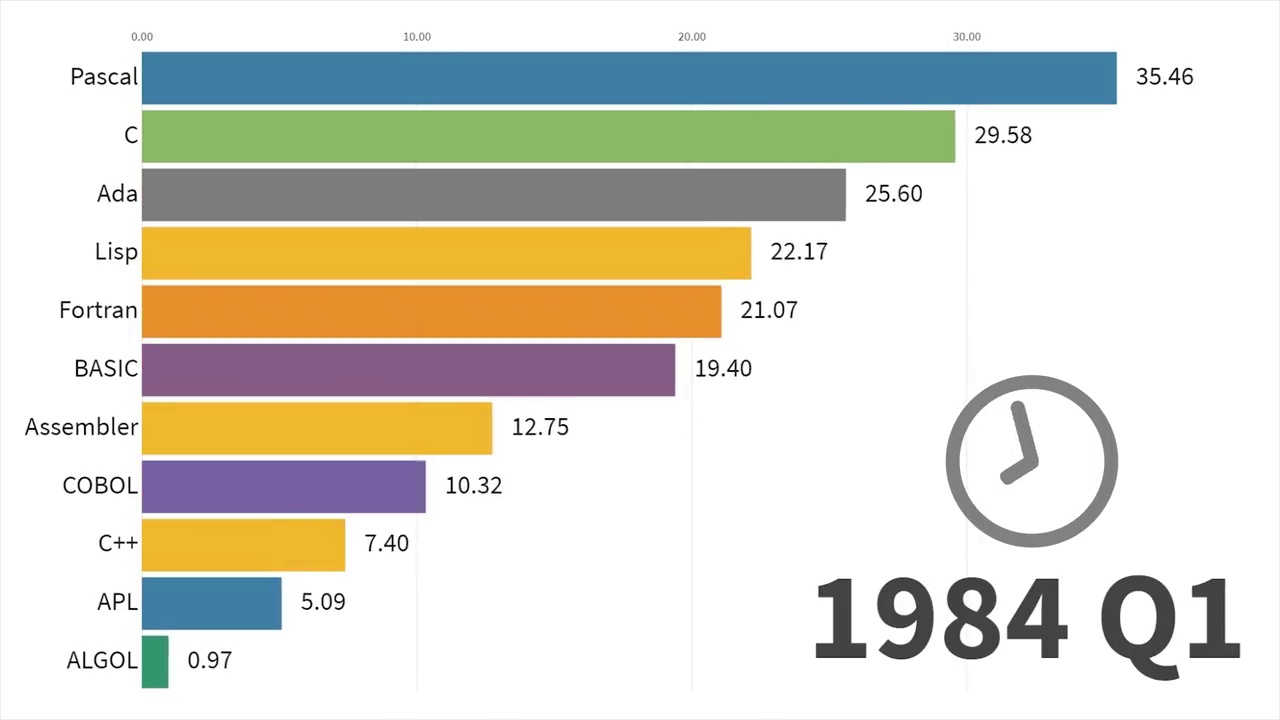 0.00 10.00 20.00 30.00
Pascal 35.46
C 29.58
Ada 25.60
Lisp 22.17
Fortran 21.07
BASIC 19.40
Assembler 12.75
COBOL 10.32
C++ 7.40
APL 5.09
ALGOL 0.97
1984 Q1